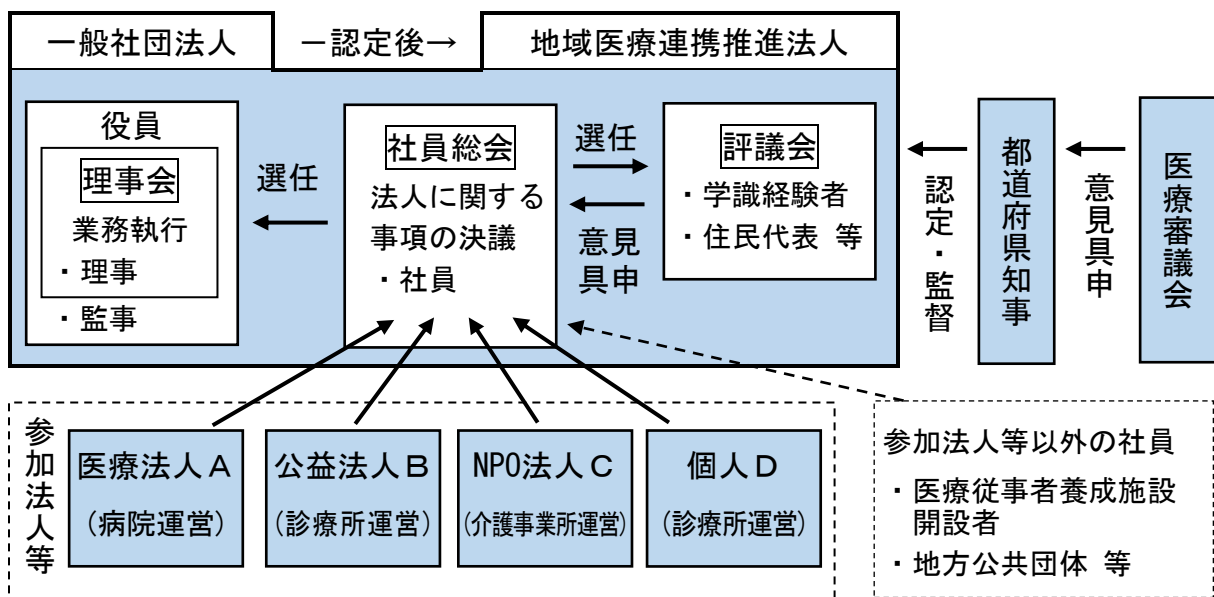 一般社団法人
－認定後→
地域医療連携推進法人
役員
理事会
業務執行
・理事
・監事
選任
社員総会
法人に関する
事項の決議
・社員
選任
意見
具申
評議会
・学識経験者
・住民代表 等
認定・監督
都道府県知事
意見具申
医療審議会
参加法人等
医療法人Ａ
（病院運営）
公益法人Ｂ
（診療所運営）
NPO法人Ｃ
（介護事業所運営）
個人Ｄ
（診療所運営）
参加法人等以外の社員
・医療従事者養成施設
開設者
・地方公共団体 等